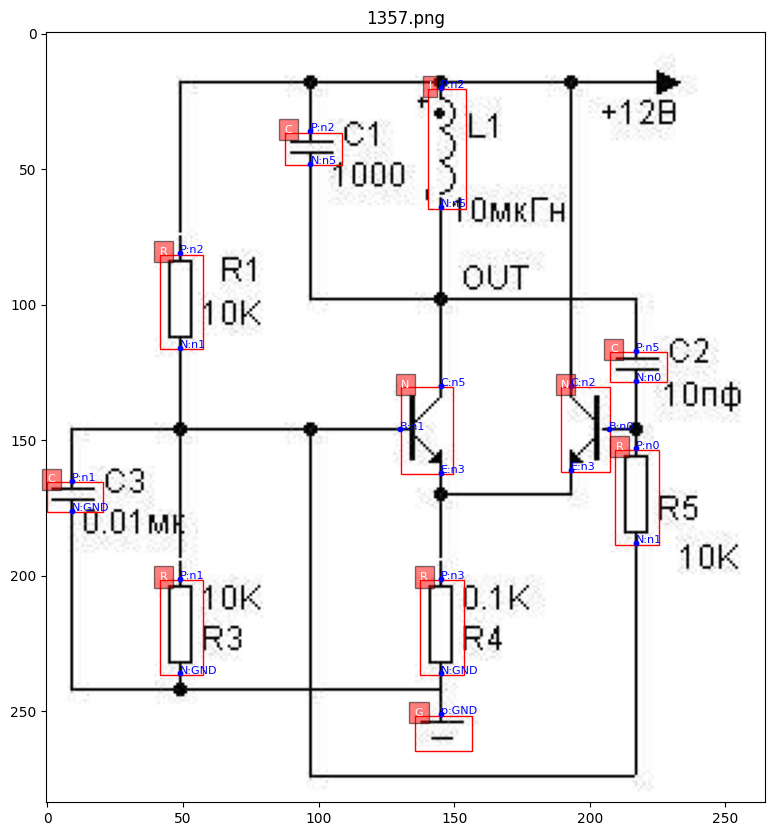 1357.png
0
+12В
C P:n2 C1
N:n5 1000
L n2
L1
N:n5
10мкГн
50
R P:n2
R1
10K
N:n1
OUT
100
C P:n5 C2
N:n0
10пф
N C:n5
B:n1
E:n3
N C:n2
B:n0
E:n3
150
C P:n1 C3
N:GND
0.01мк
R P:n0
R5
N:n1
10K
200
R P:n1
10K
R3
N:GND
R P:n3
0.1K
R4
N:GND
250
G p:GND
0 50 100 150 200 250